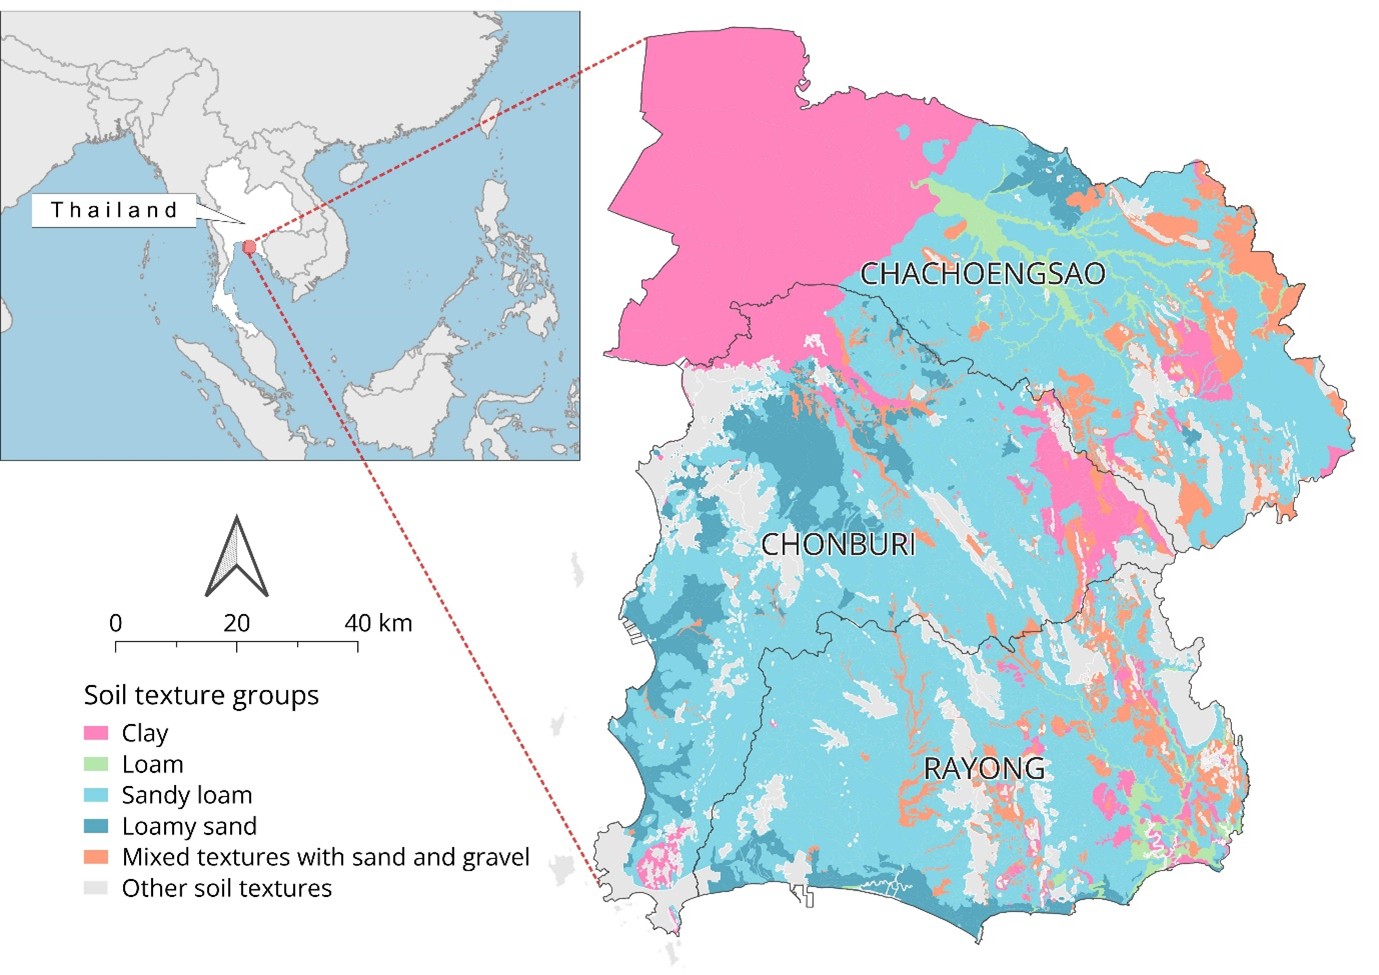 Thailand
CHACHOENGSAO
CHONBURI
RAYONG
0 20 40 km
Soil texture groups
Clay
Loam
Sandy loam
Loamy sand
Mixed textures with sand and gravel
Other soil textures